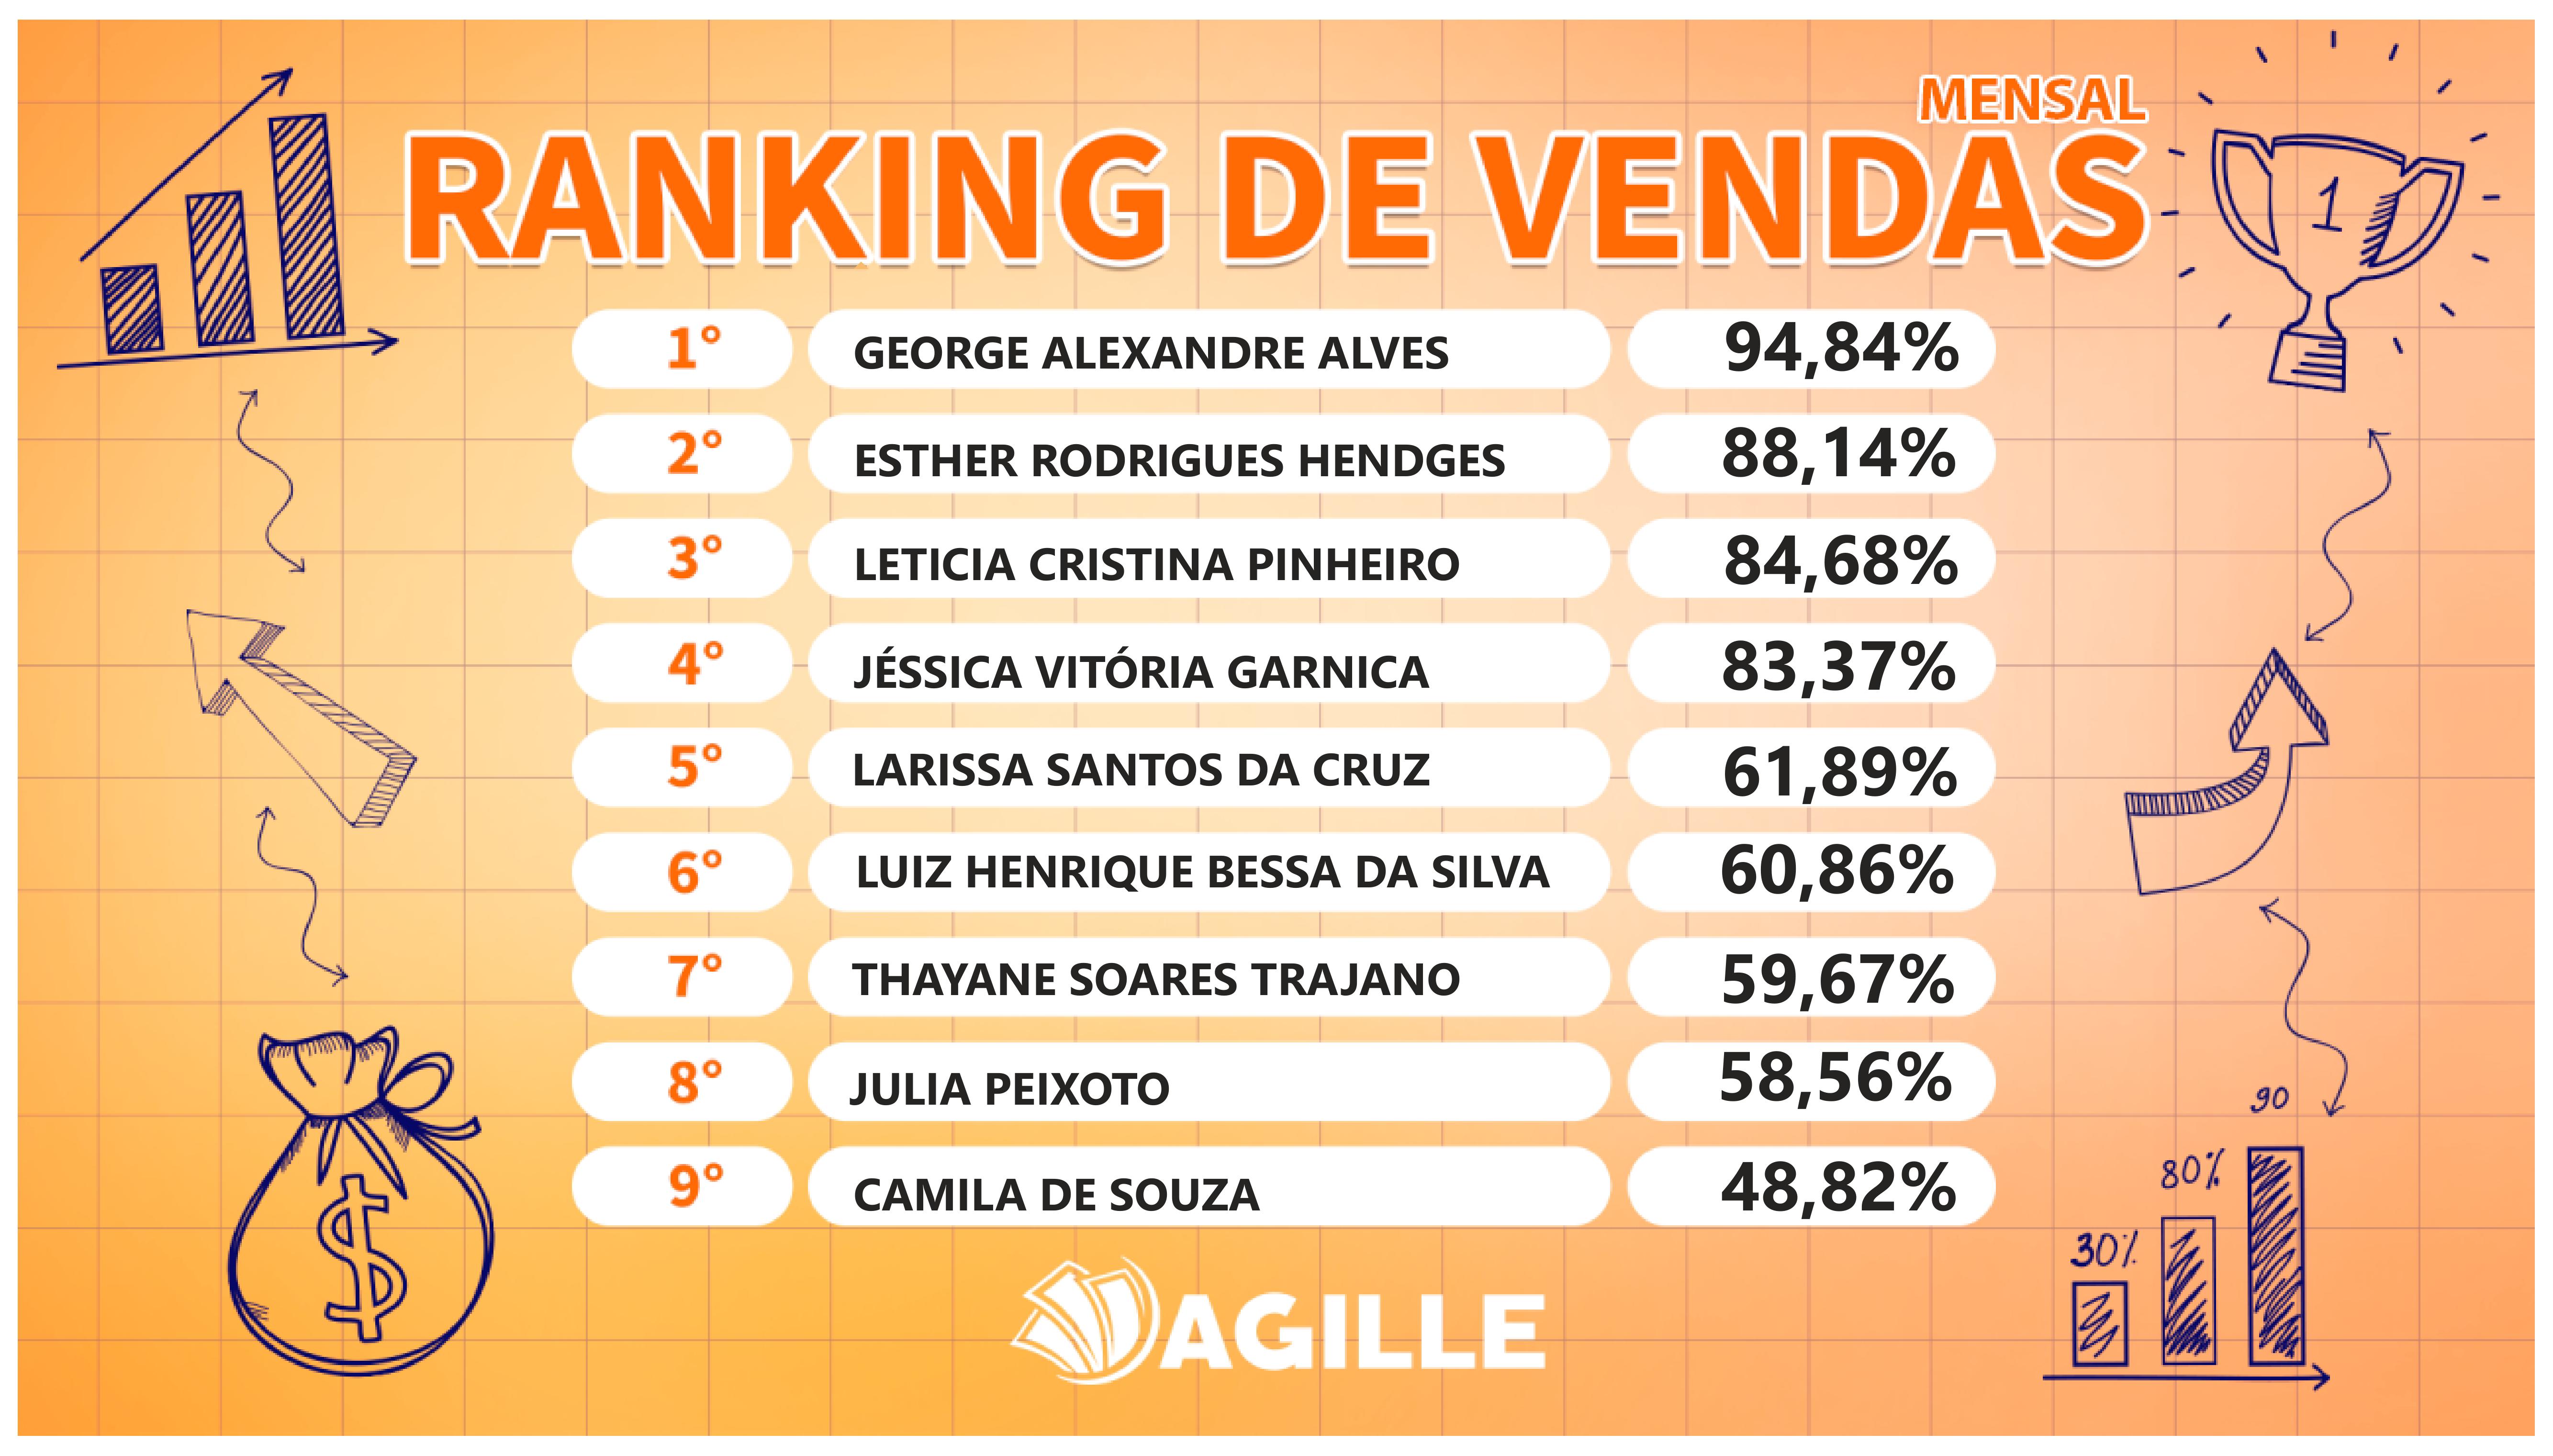 MENSAL
RANKING DE VENDAS
1
1° GEORGE ALEXANDRE ALVES 94,84%
2° ESTHER RODRIGUES HENDGES 88,14%
3° LETICIA CRISTINA PINHEIRO 84,68%
4° JÉSSICA VITÓRIA GARNICA 83,37%
5° LARISSA SANTOS DA CRUZ 61,89%
6° LUIZ HENRIQUE BESSA DA SILVA 60,86%
7° THAYANE SOARES TRAJANO 59,67%
8° JULIA PEIXOTO 58,56%
9° CAMILA DE SOUZA 48,82%
90
80%
30%
$
AGILLE